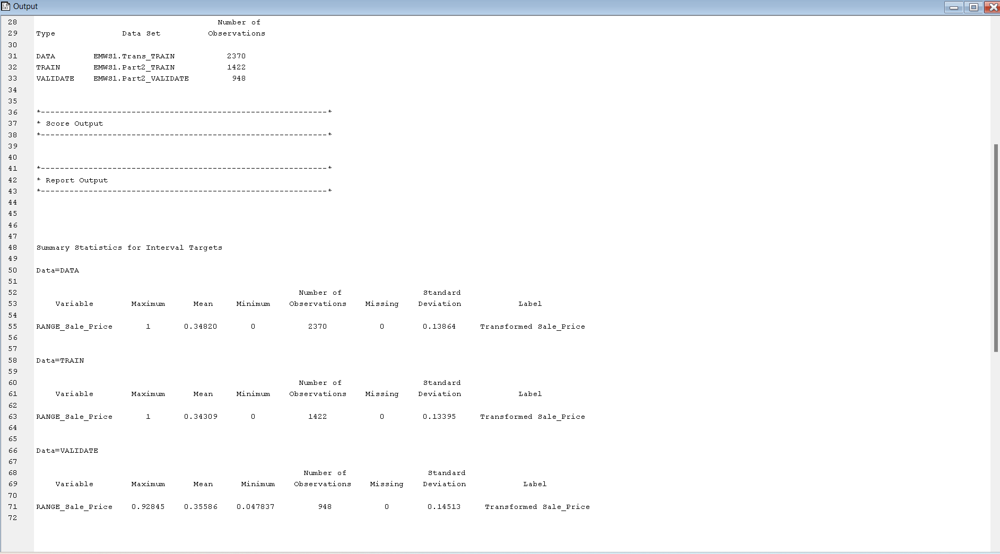 Output
28 Number of
29 Type Data Set Observations
30
31 DATA EMWS1.Trans_TRAIN 2370
32 TRAIN EMWS1.Part2_TRAIN 1422
33 VALIDATE EMWS1.Part2_VALIDATE 948
34
35
36 *------------------------------------------------------------*
37 * Score Output
38 *------------------------------------------------------------*
39
40
41 *------------------------------------------------------------*
42 * Report Output
43 *------------------------------------------------------------*
44
45
46
47
48 Summary Statistics for Interval Targets
49
50 Data=DATA
51
52 Number of Standard
53 Variable Maximum Mean Minimum Observations Missing Deviation Label
54
55 RANGE_Sale_Price 1 0.34820 0 2370 0 0.13864 Transformed Sale_Price
56
57
58 Data=TRAIN
59
60 Number of Standard
61 Variable Maximum Mean Minimum Observations Missing Deviation Label
62
63 RANGE_Sale_Price 1 0.34309 0 1422 0 0.13395 Transformed Sale_Price
64
65
66 Data=VALIDATE
67
68 Number of Standard
69 Variable Maximum Mean Minimum Observations Missing Deviation Label
70
71 RANGE_Sale_Price 0.92845 0.35586 0.047837 948 0 0.14513 Transformed Sale_Price
72